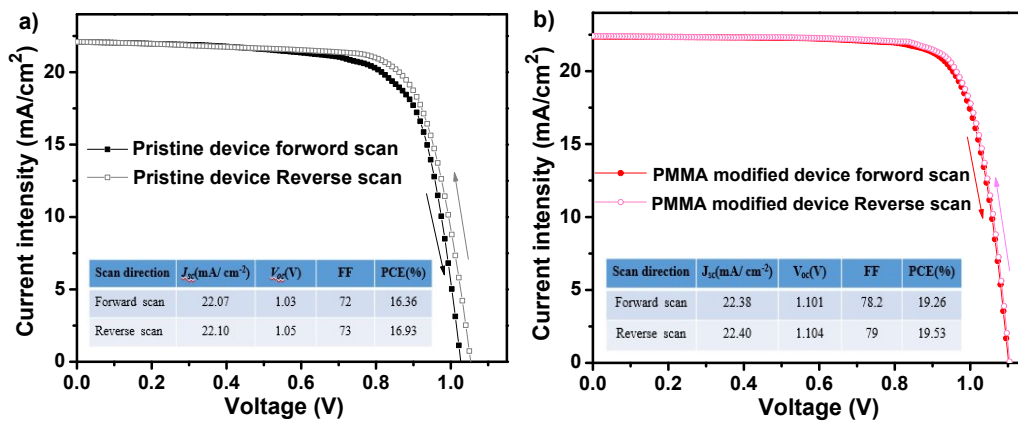 a)
Current intensity (mA/cm²)
20
15
10
5
0
Pristine device forword scan
Pristine device Reverse scan
Scan direction Jsc(mA/ cm⁻²) Voc(V) FF PCE(%)
Forward scan 22.07 1.03 72 16.36
Reverse scan 22.10 1.05 73 16.93
0.0 0.2 0.4 0.6 0.8 1.0
Voltage (V)
b)
Current intensity (mA/cm²)
20
15
10
5
0
PMMA modified device forword scan
PMMA modified device Reverse scan
Scan direction Jsc(mA/ cm⁻²) Voc(V) FF PCE(%)
Forward scan 22.38 1.101 78.2 19.26
Reverse scan 22.40 1.104 79 19.53
0.0 0.2 0.4 0.6 0.8 1.0
Voltage (V)